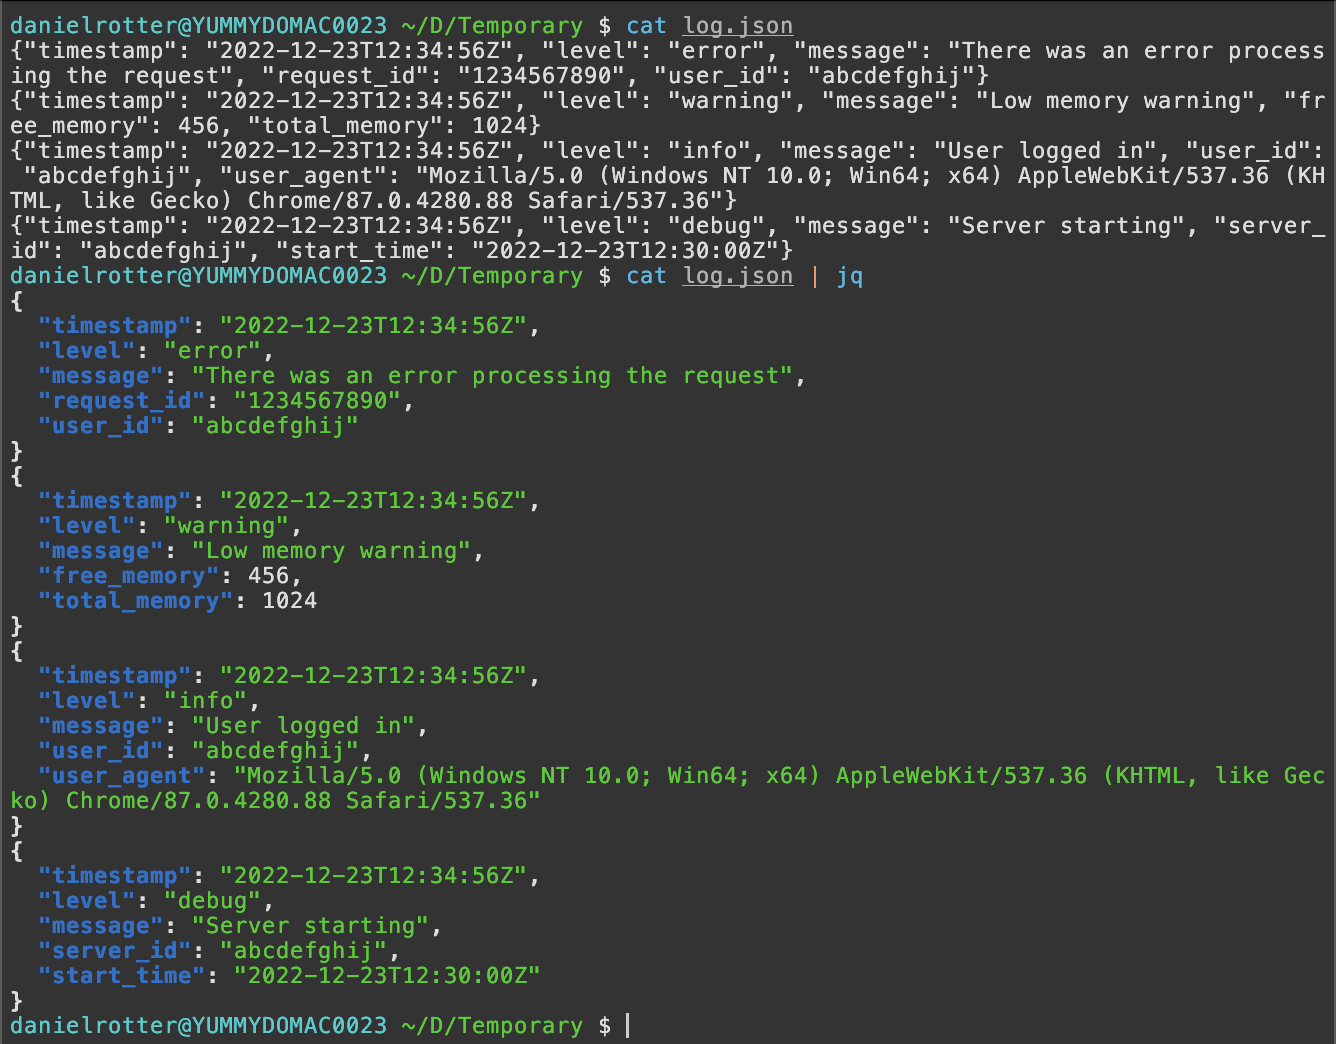 danielrotter@YUMMYDOMAC0023 ~/D/Temporary $ cat log.json
{"timestamp": "2022-12-23T12:34:56Z", "level": "error", "message": "There was an error process
ing the request", "request_id": "1234567890", "user_id": "abcdefghij"}
{"timestamp": "2022-12-23T12:34:56Z", "level": "warning", "message": "Low memory warning", "fr
ee_memory": 456, "total_memory": 1024}
{"timestamp": "2022-12-23T12:34:56Z", "level": "info", "message": "User logged in", "user_id":
 "abcdefghij", "user_agent": "Mozilla/5.0 (Windows NT 10.0; Win64; x64) AppleWebKit/537.36 (KH
TML, like Gecko) Chrome/87.0.4280.88 Safari/537.36"}
{"timestamp": "2022-12-23T12:34:56Z", "level": "debug", "message": "Server starting", "server_
id": "abcdefghij", "start_time": "2022-12-23T12:30:00Z"}
danielrotter@YUMMYDOMAC0023 ~/D/Temporary $ cat log.json | jq
{
  "timestamp": "2022-12-23T12:34:56Z",
  "level": "error",
  "message": "There was an error processing the request",
  "request_id": "1234567890",
  "user_id": "abcdefghij"
}
{
  "timestamp": "2022-12-23T12:34:56Z",
  "level": "warning",
  "message": "Low memory warning",
  "free_memory": 456,
  "total_memory": 1024
}
{
  "timestamp": "2022-12-23T12:34:56Z",
  "level": "info",
  "message": "User logged in",
  "user_id": "abcdefghij",
  "user_agent": "Mozilla/5.0 (Windows NT 10.0; Win64; x64) AppleWebKit/537.36 (KHTML, like Gec
ko) Chrome/87.0.4280.88 Safari/537.36"
}
{
  "timestamp": "2022-12-23T12:34:56Z",
  "level": "debug",
  "message": "Server starting",
  "server_id": "abcdefghij",
  "start_time": "2022-12-23T12:30:00Z"
}
danielrotter@YUMMYDOMAC0023 ~/D/Temporary $